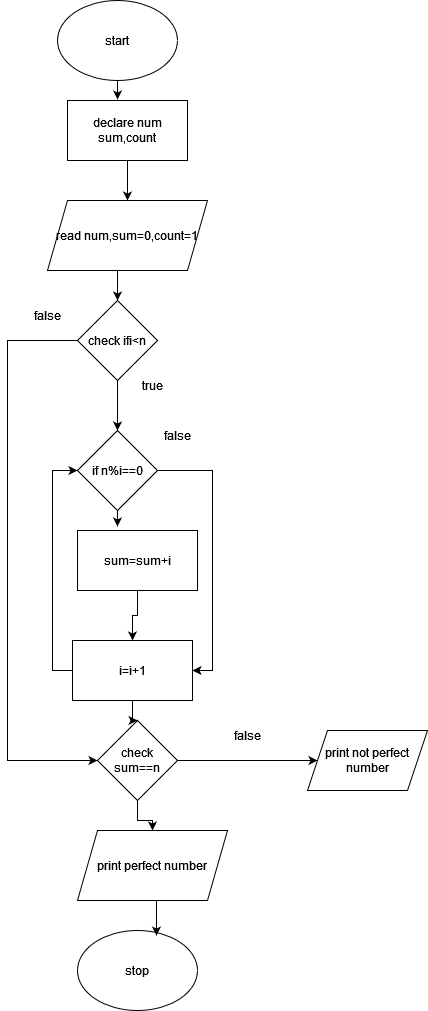 start
declare num
sum,count
read num,sum=0,count=1
false
check ifi<n
true
false
if n%i==0
sum=sum+i
i=i+1
check
sum==n
false
print not perfect
number
print perfect number
stop